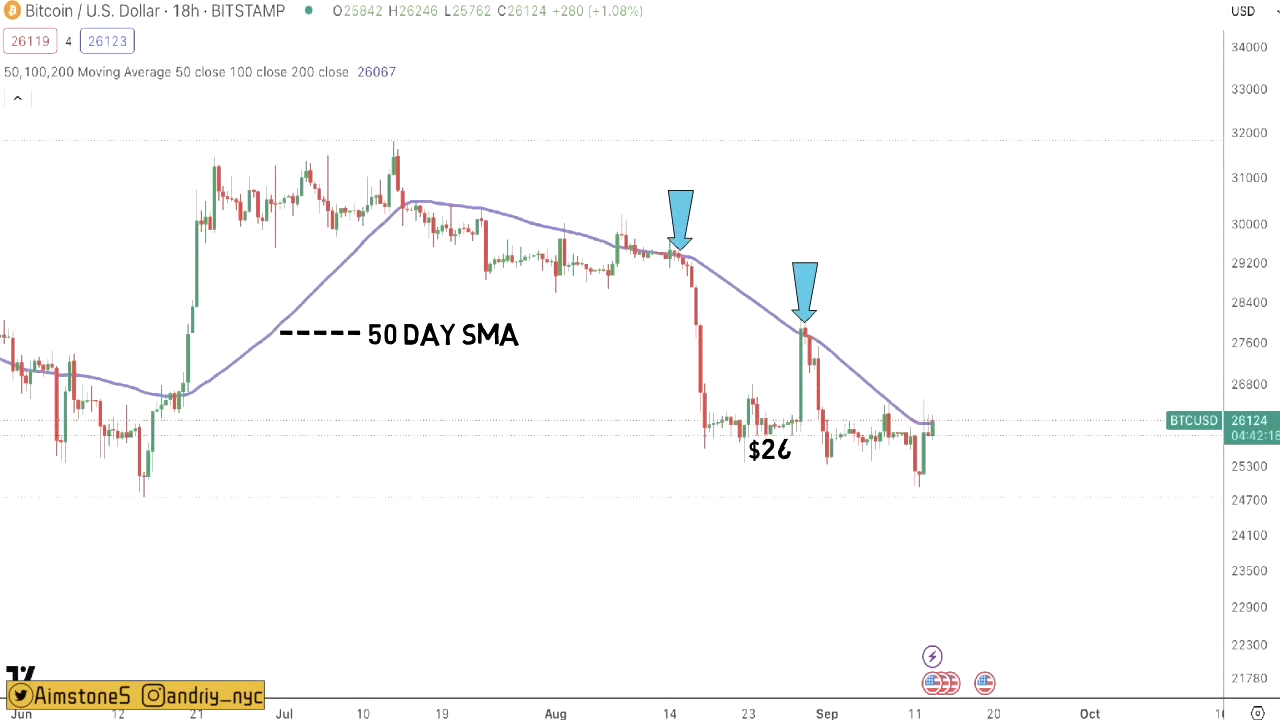 Bitcoin / U.S. Dollar · 18h · BITSTAMP O25842 H26246 L25762 C26124 +280 (+1.08%) USD
26119 4 26123
50,100,200 Moving Average 50 close 100 close 200 close 26067
34000
33000
32000
31000
30000
29200
28400
27600
50 DAY SMA
26800
BTCUSD 26124
04:42:18
$26
25300
24700
24100
23500
22900
22300
21780
AimstoneS andriy_nyc
Jun 12 21 Jul 10 19 Aug 14 23 Sep 11 20 Oct